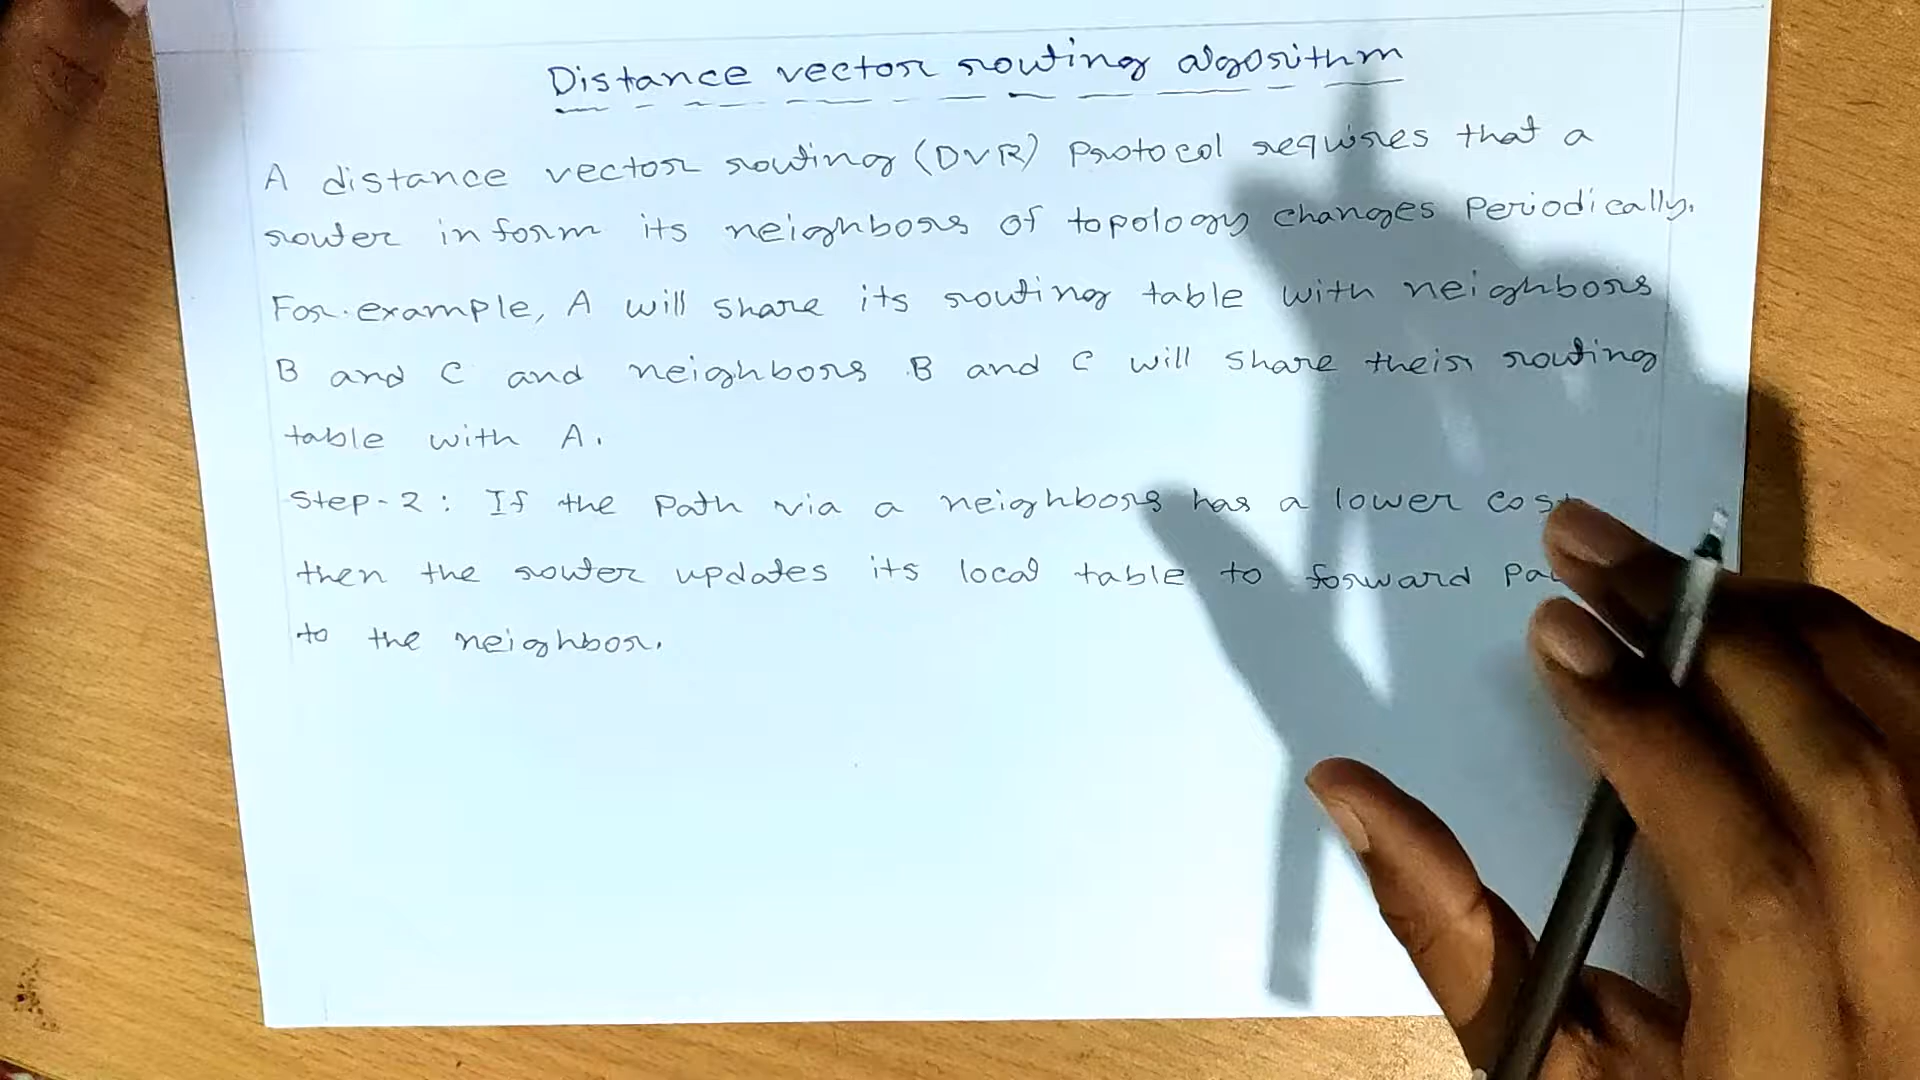 Distance vector routing algorithm
A distance vector routing (DVR) Protocol requires that a
router inform its neighbors of topology changes Periodically.
For example, A will share its routing table with neighbors
B and C and neighbors B and C will share their routing
table with A.
Step-2: If the Path via a neighbors has a lower
then the router updates its local table to forward
to the neighbor.